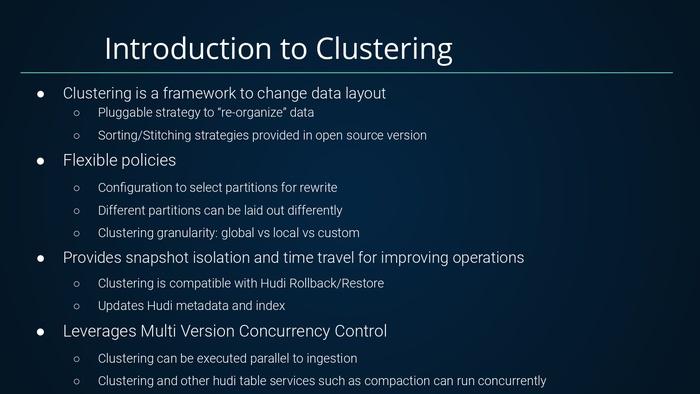 Introduction to Clustering
● Clustering is a framework to change data layout
○ Pluggable strategy to “re-organize” data
○ Sorting/Stitching strategies provided in open source version
● Flexible policies
○ Configuration to select partitions for rewrite
○ Different partitions can be laid out differently
○ Clustering granularity: global vs local vs custom
● Provides snapshot isolation and time travel for improving operations
○ Clustering is compatible with Hudi Rollback/Restore
○ Updates Hudi metadata and index
● Leverages Multi Version Concurrency Control
○ Clustering can be executed parallel to ingestion
○ Clustering and other hudi table services such as compaction can run concurrently